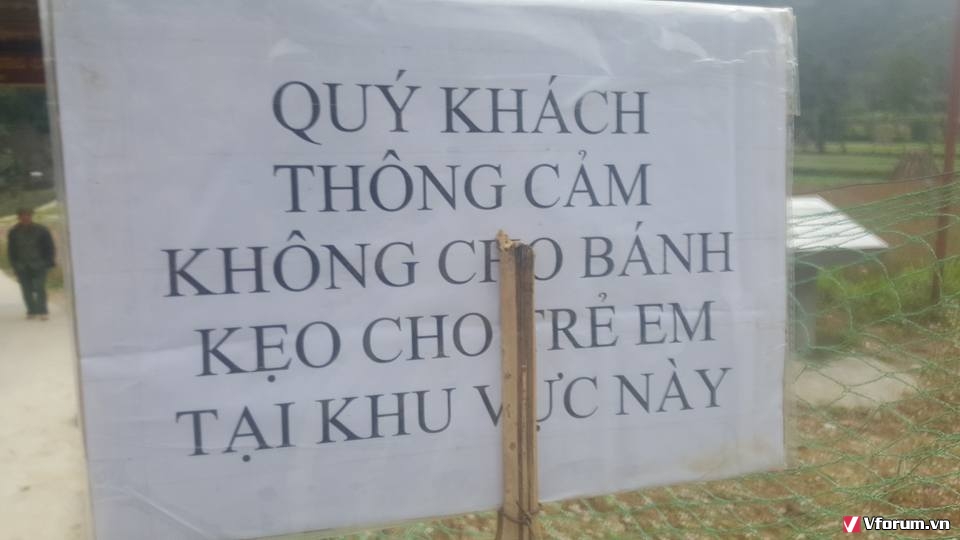 QUÝ KHÁCH
THÔNG CẢM
KHÔNG CHO BÁNH
KẸO CHO TRẺ EM
TẠI KHU VỰC NÀY
Vforum.vn